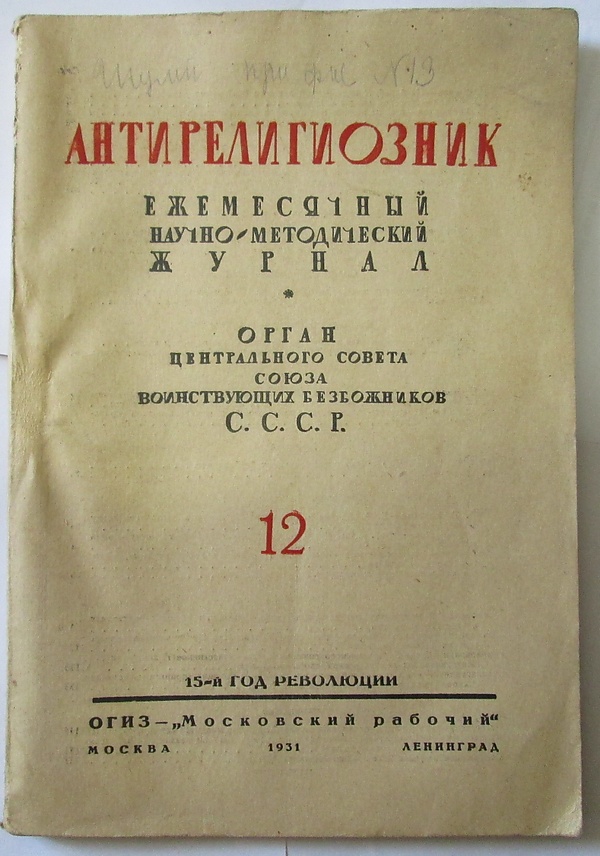 №13
АНТИРЕЛИГИОЗНИК
ЕЖЕМЕСЯЧНЫЙ
НАУЧНО-МЕТОДИЧЕСКИЙ
ЖУРНАЛ
*
ОРГАН
ЦЕНТРАЛЬНОГО СОВЕТА
СОЮЗА
ВОИНСТВУЮЩИХ БЕЗБОЖНИКОВ
С. С. С. Р.
12
15-й ГОД РЕВОЛЮЦИИ
ОГИЗ—„Московский рабочий“
МОСКВА 1931 ЛЕНИНГРАД